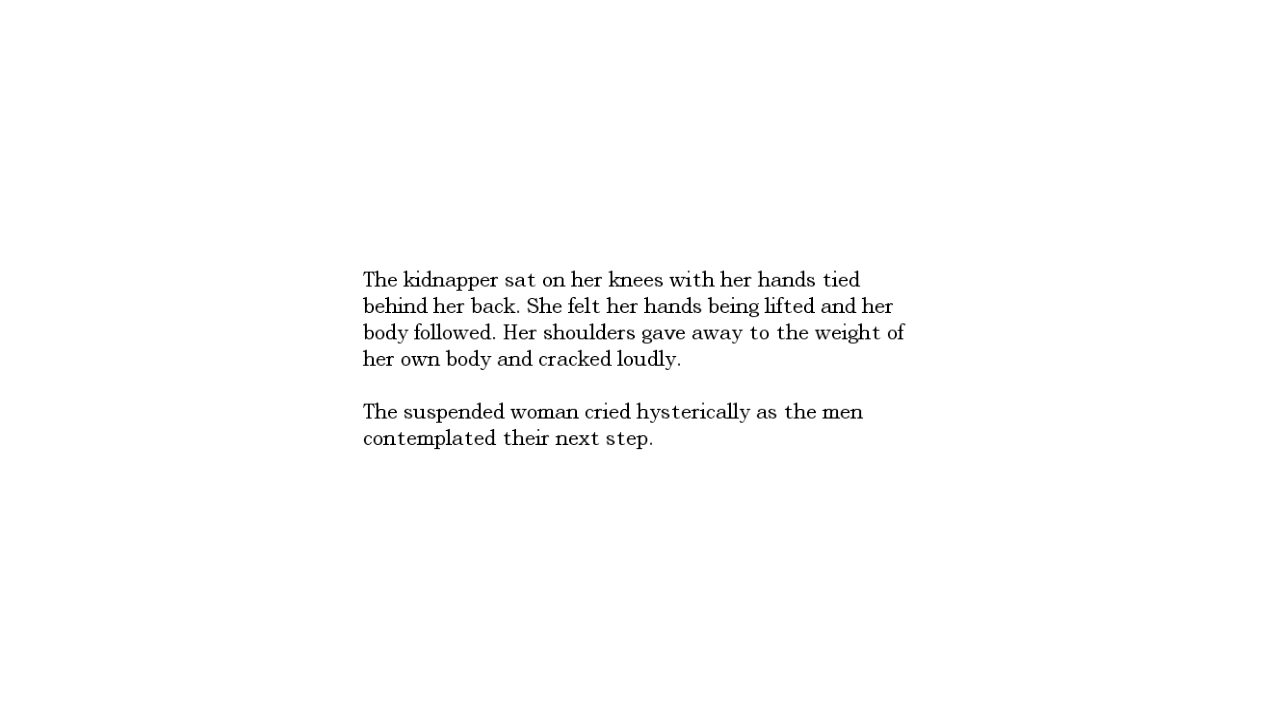 The kidnapper sat on her knees with her hands tied
behind her back. She felt her hands being lifted and her
body followed. Her shoulders gave away to the weight of
her own body and cracked loudly.
The suspended woman cried hysterically as the men
contemplated their next step.